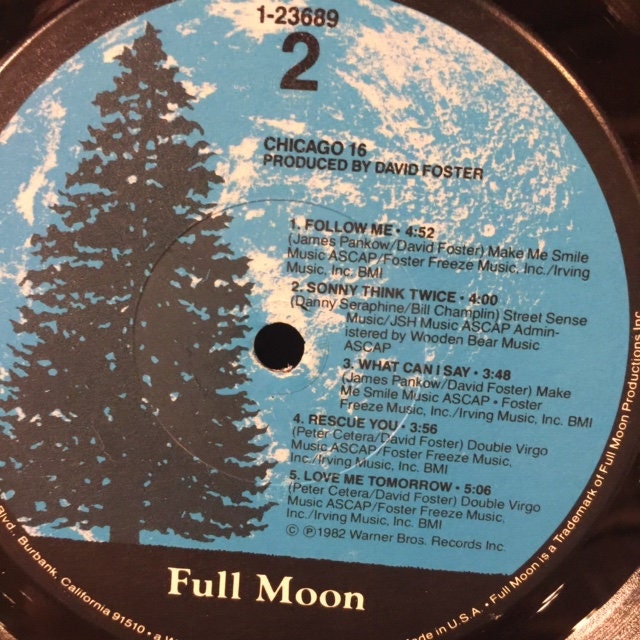 1-23689
2
CHICAGO 16
PRODUCED BY DAVID FOSTER
1. FOLLOW ME • 4:52
(James Pankow/David Foster) Make Me Smile
Music ASCAP/Foster Freeze Music, Inc./Irving
Music, Inc. BMI
2. SONNY THINK TWICE • 4:00
(Danny Seraphine/Bill Champlin) Street Sense
Music/JSH Music ASCAP Admin-
istered by Wooden Bear Music
ASCAP
3. WHAT CAN I SAY • 3:48
(James Pankow/David Foster) Make
Me Smile Music ASCAP • Foster
Freeze Music, Inc./Irving Music, Inc. BMI
4. RESCUE YOU • 3:56
(Peter Cetera/David Foster) Double Virgo
Music ASCAP/Foster Freeze Music,
Inc./Irving Music, Inc. BMI
5. LOVE ME TOMORROW • 5:06
(Peter Cetera/David Foster) Double Virgo
Music ASCAP/Foster Freeze Music,
Inc./Irving Music, Inc. BMI
© ℗1982 Warner Bros. Records Inc.
Full Moon
Blvd., Burbank, California 91510 • a
Made in U.S.A. • Full Moon is a Trademark of Full Moon Productions Inc.